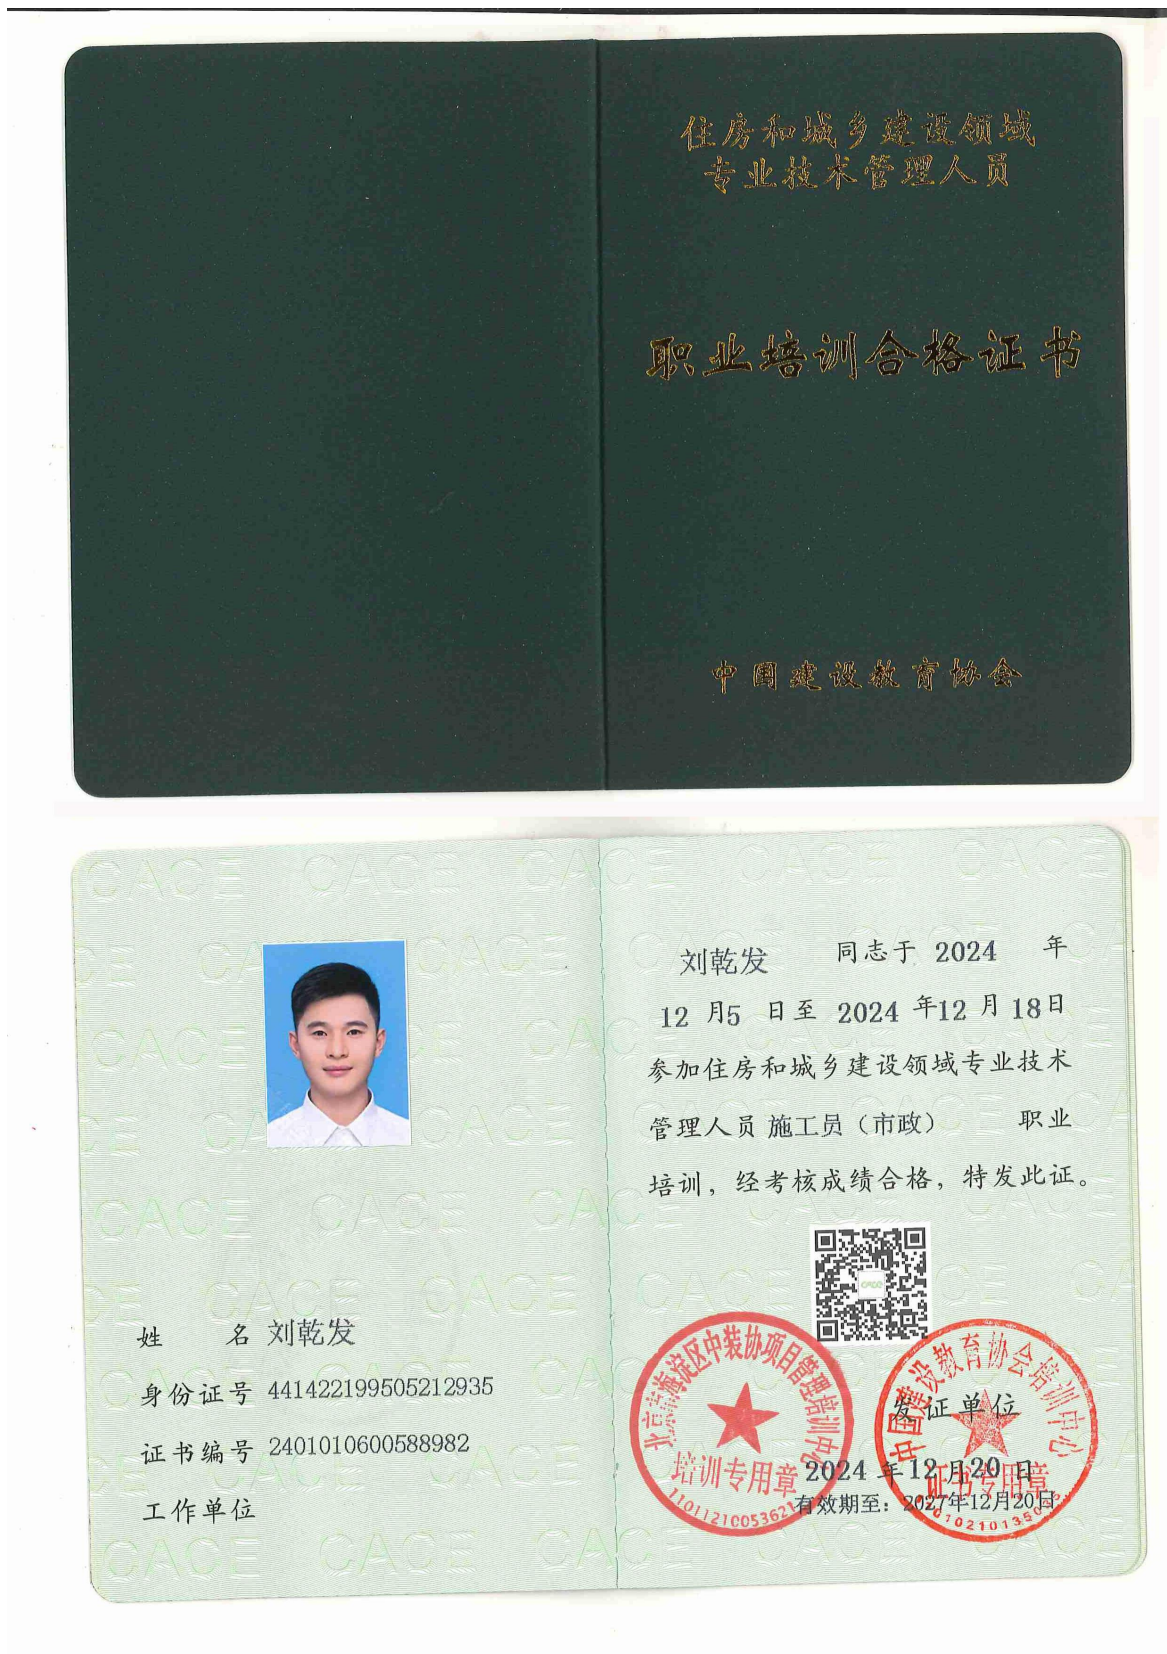 住房和城乡建设领域
专业技术管理人员
职业培训合格证书
中国建设教育协会
姓 名 刘乾发
身份证号 441422199505212935
证书编号 2401010600588982
工作单位
刘乾发 同志于 2024 年
12 月5 日至 2024 年12 月 18日
参加住房和城乡建设领域专业技术
管理人员 施工员（市政） 职业
培训，经考核成绩合格，特发此证。
CACE
北京市海淀区中装协项目管理培训中心
培训专用章
中国建设教育协会培训中心
证书专用章
发证单位
2024 年12 月20 日
有效期至：2027年12月20日